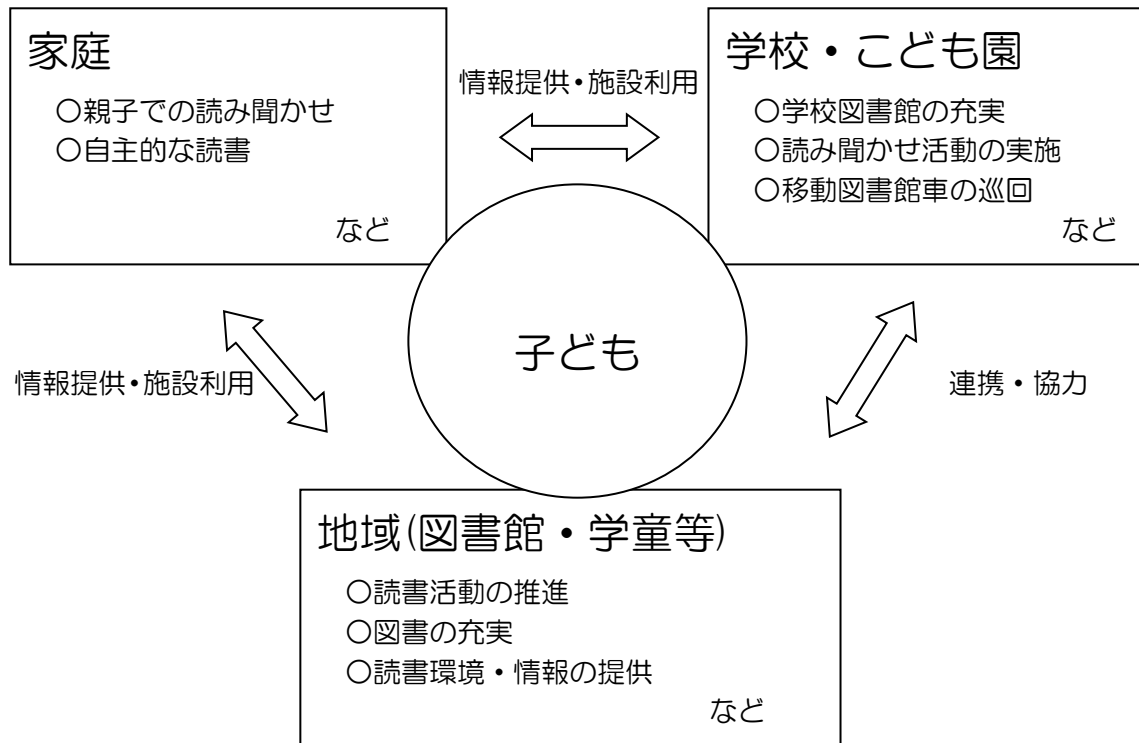 家庭
○親子での読み聞かせ
○自主的な読書
など
情報提供・施設利用
学校・こども園
○学校図書館の充実
○読み聞かせ活動の実施
○移動図書館車の巡回
など
子ども
情報提供・施設利用
連携・協力
地域(図書館・学童等)
○読書活動の推進
○図書の充実
○読書環境・情報の提供
など